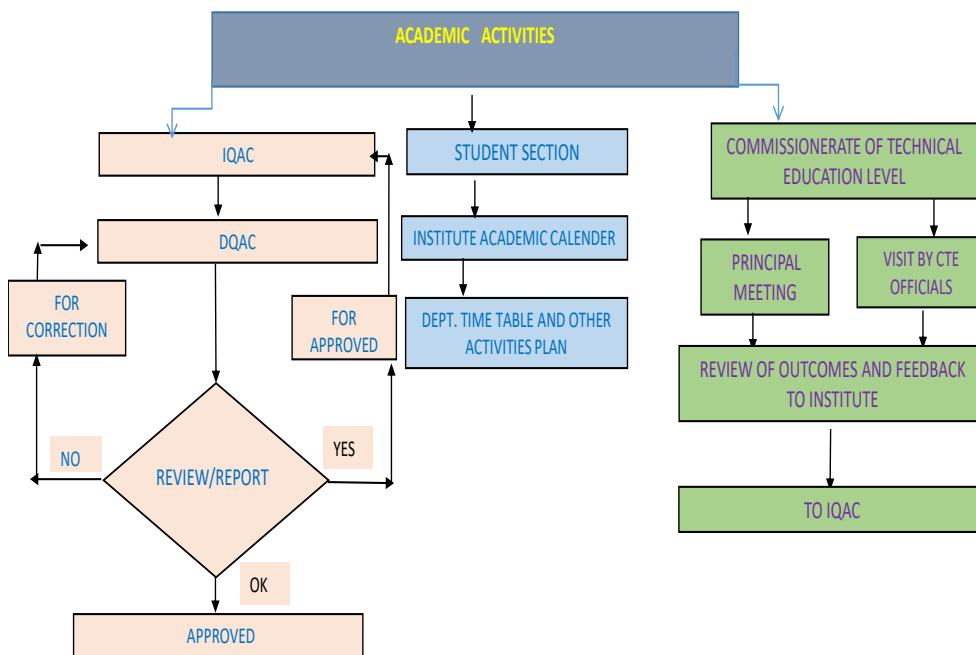 ACADEMIC ACTIVITIES
IQAC
DQAC
FOR
CORRECTION
FOR
APPROVED
NO
REVIEW/REPORT
YES
OK
APPROVED
STUDENT SECTION
INSTITUTE ACADEMIC CALENDER
DEPT. TIME TABLE AND OTHER
ACTIVITIES PLAN
COMMISSIONERATE OF TECHNICAL
EDUCATION LEVEL
PRINCIPAL
MEETING
VISIT BY CTE
OFFICIALS
REVIEW OF OUTCOMES AND FEEDBACK
TO INSTITUTE
TO IQAC